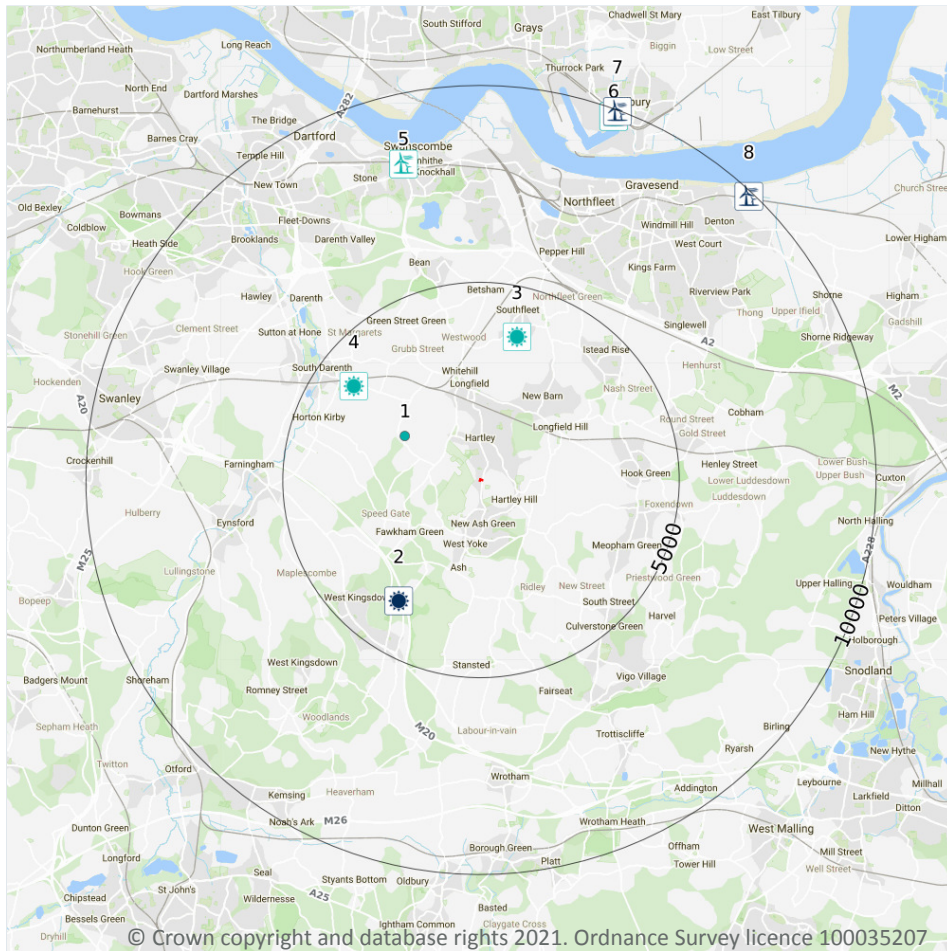 South Stifford
Grays
Chadwell St Mary
East Tilbury
Northumberland Heath
Long Reach
Biggin
Low Street
Thurrock Park
7
North End
Dartford Marshes
6
bury
Barnehurst
A282
The Bridge
Barnes Cray
Dartford
5
Swanscombe
8
Temple Hill
nhithe
New Town
Stone
Knockhall
Gravesend
Church Stree
Old Bexley
Northfleet
Bowmans
Fleet-Downs
Windmill Hill
Denton
Coldblow
Heath Side
Brooklands
Darenth Valley
Pepper Hill
West Court
Lower Higham
Hook Green
Bean
Kings Farm
Betsham
3
Northfleet Green
Riverview Park
Shorne
Higham
Hawley
Darenth
Southfleet
Thong
Upper Ifield
Stonehill Green
Clement Street
Sutton at Hone
St Margarets
Green Street Green
Westwood
Singlewell
Gadshill
4
Grubb Street
A2
Shorne Ridgeway
Istead Rise
Henhurst
Hockenden
Swanley Village
South Darenth
Whitehill
Longfield
Nash Street
M2
A20
Swanley
New Barn
Horton Kirby
1
Cobham
Round Street
Longfield Hill
Gold Street
Hartley
Crockenhill
Farningham
Henley Street
Lower Bush
Upper Bush
Hook Green
Lower Luddesdown
Cuxton
Luddesdown
Hulberry
Speed Gate
Hartley Hill
Foxendown
Eynsford
New Ash Green
North Halling
Fawkham Green
West Yoke
Meopham Green
5000
A228
M25
Lullingstone
2
Maplescombe
Ash
Priestwood Green
Ridley
New Street
Upper Halling
Wouldham
Bopeep
West Kingsdow
South Street
Harvel
10000
Peters Village
Culverstone Green
Holborough
West Kingsdown
Stansted
Snodland
Badgers Mount
Shoreham
Vigo Village
Romney Street
Fairseat
Woodlands
Ham Hill
Sepham Heath
M20
Labour-in-vain
Birling
Trottiscliffe
New Hythe
Twitton
Ryarsh
Otford
Wrotham
Leybourne
Millhall
Kemsing
Heaverham
Addington
Larkfield
Ditton
Noah's Ark
M26
Wrotham Heath
West Malling
Dunton Green
Borough Green
Offham
Mill Street
Longford
Platt
Tower Hill
Well Street
Seal
Styants Bottom
Oldbury
Chipstead
St John's
Wildernesse
A25
Basted
Bessels Green
Ightham Common
Claygate Cross
Dryhill
© Crown copyright and database rights 2021. Ordnance Survey licence 100035207